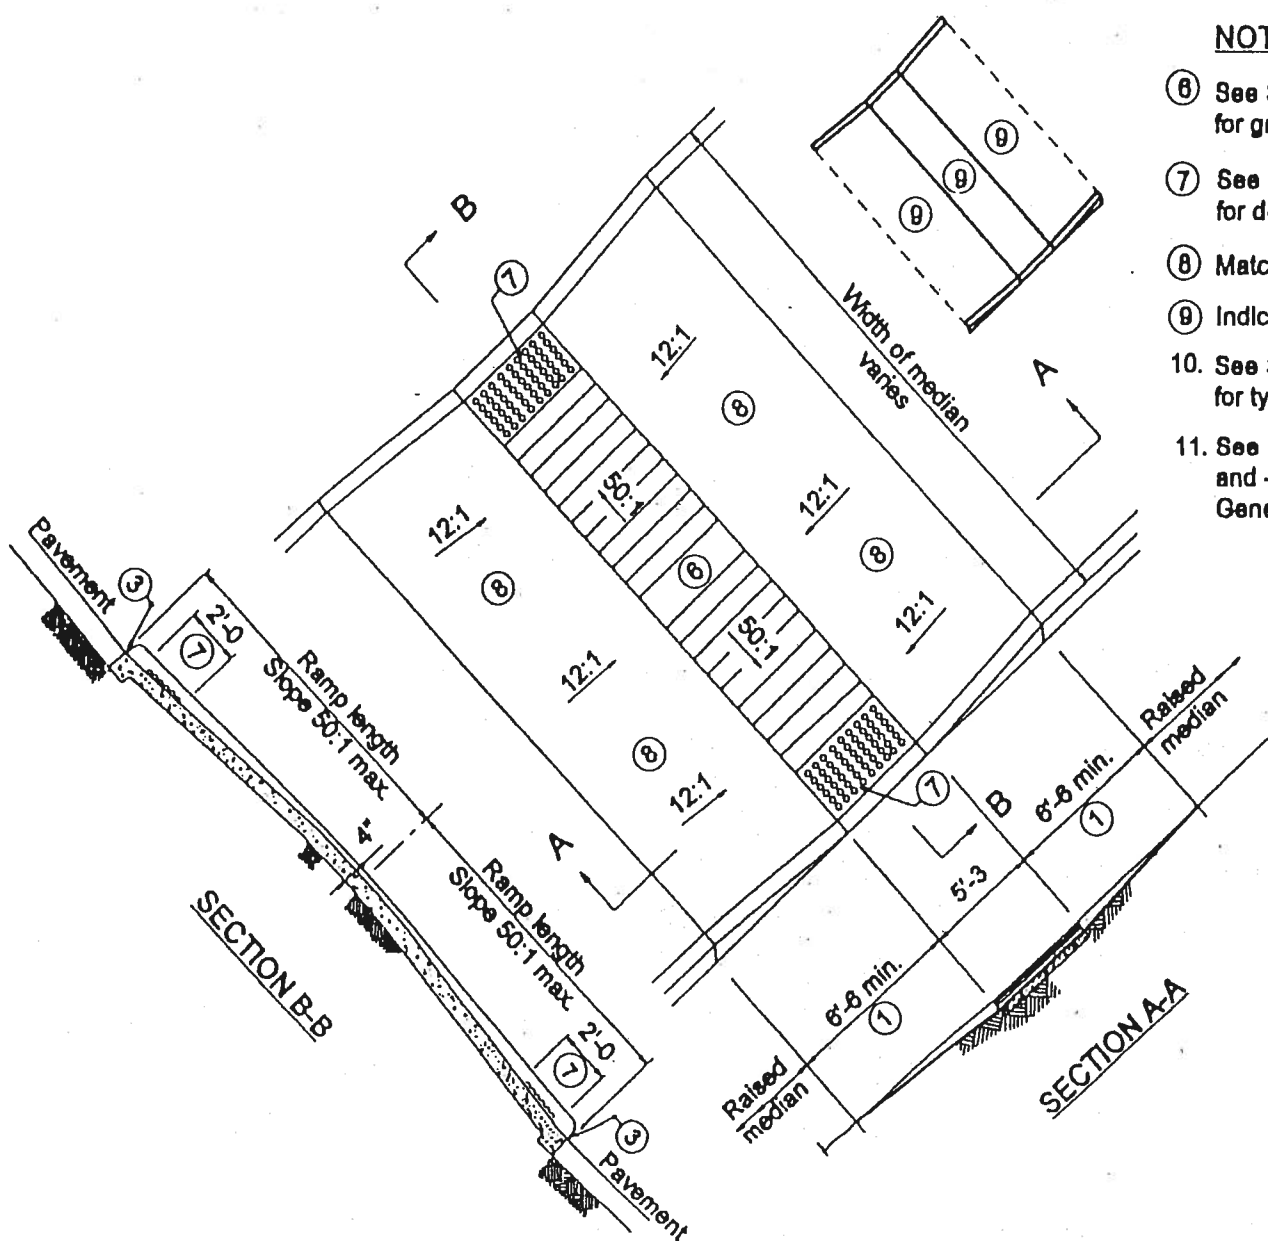 NOT
6 See
for gr
7 See
for d
8 Matc
9 Indic
10. See
for ty
11. See
and -
Gene
9
9
9
B
7
12:1
8
Width of median
varies
A
12:1
50:1
12:1
8
8
6
12:1
50:1
12:1
8
12:1
7
B
A
Pavement
3
2'-0
7
Ramp length
Slope 50:1 max.
4"
Ramp length
Slope 50:1 max.
2'-0
7
3
Pavement
SECTION B-B
Raised
median
6'-6 min.
1
5'-3
6'-6 min.
1
Raised
median
SECTION A-A